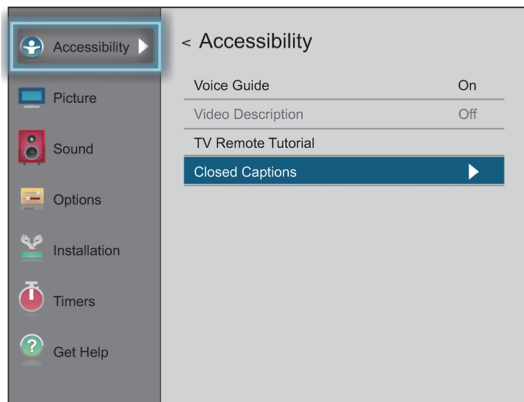 Accessibility
Picture
Sound
Options
Installation
Timers
Get Help
< Accessibility
Voice Guide On
Video Description Off
TV Remote Tutorial
Closed Captions